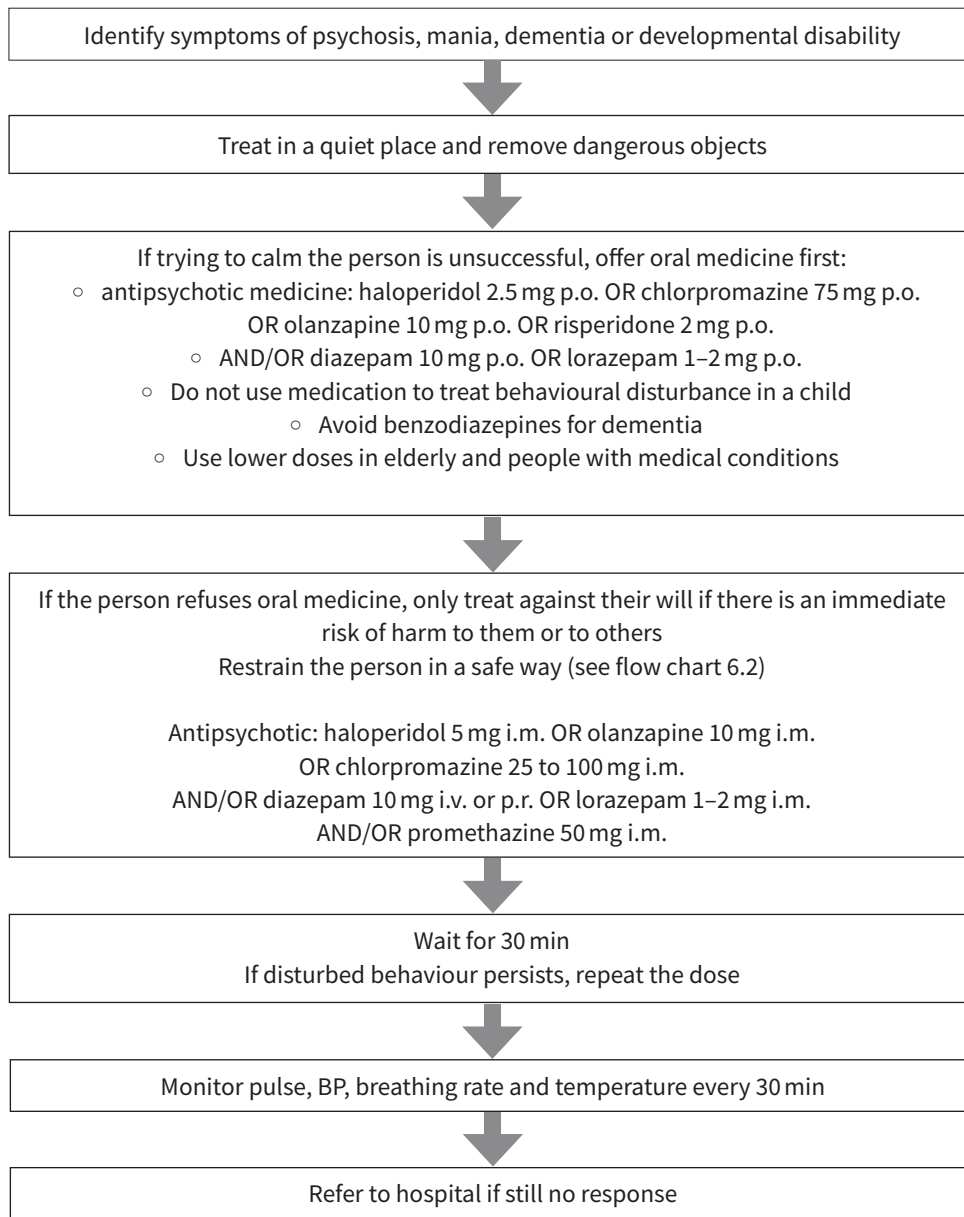 Identify symptoms of psychosis, mania, dementia or developmental disability
Treat in a quiet place and remove dangerous objects
If trying to calm the person is unsuccessful, offer oral medicine first:
○ antipsychotic medicine: haloperidol 2.5 mg p.o. OR chlorpromazine 75 mg p.o.
OR olanzapine 10 mg p.o. OR risperidone 2 mg p.o.
○ AND/OR diazepam 10 mg p.o. OR lorazepam 1–2 mg p.o.
○ Do not use medication to treat behavioural disturbance in a child
○ Avoid benzodiazepines for dementia
○ Use lower doses in elderly and people with medical conditions
If the person refuses oral medicine, only treat against their will if there is an immediate
risk of harm to them or to others
Restrain the person in a safe way (see flow chart 6.2)
Antipsychotic: haloperidol 5 mg i.m. OR olanzapine 10 mg i.m.
OR chlorpromazine 25 to 100 mg i.m.
AND/OR diazepam 10 mg i.v. or p.r. OR lorazepam 1–2 mg i.m.
AND/OR promethazine 50 mg i.m.
Wait for 30 min
If disturbed behaviour persists, repeat the dose
Monitor pulse, BP, breathing rate and temperature every 30 min
Refer to hospital if still no response